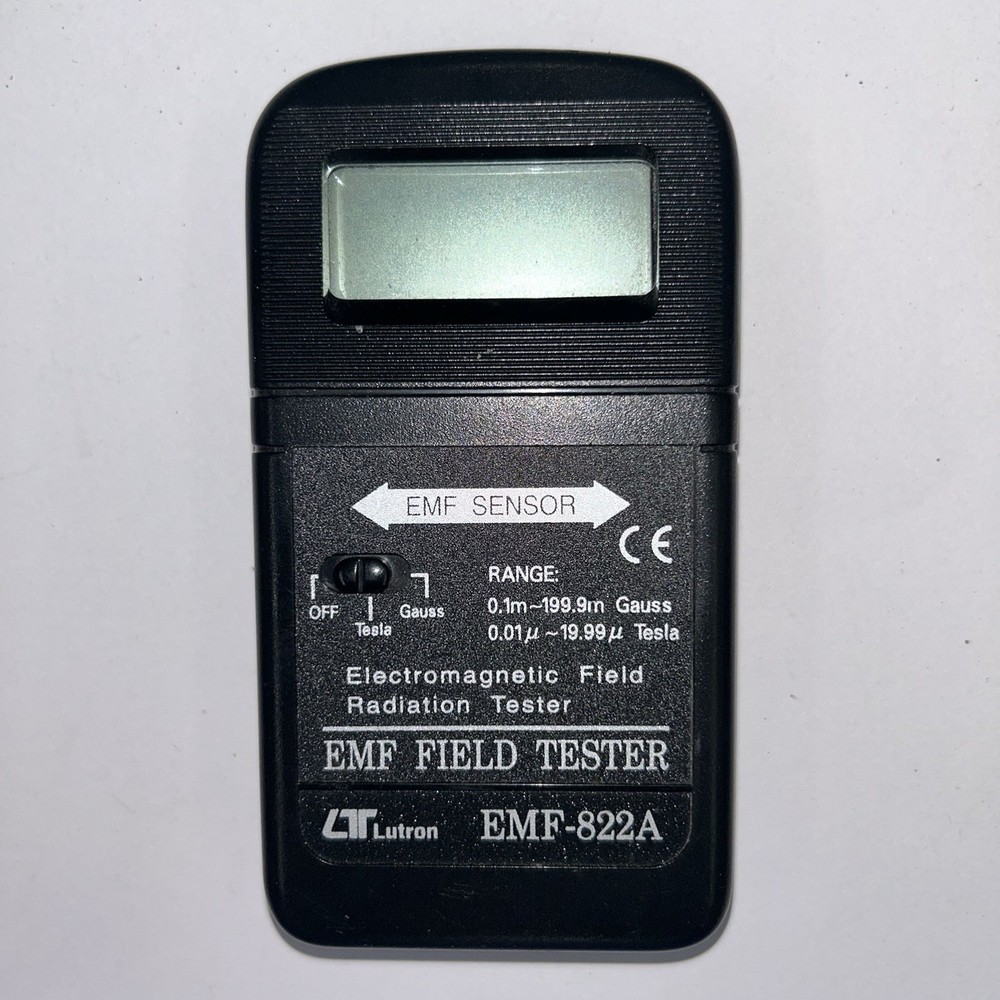 EMF SENSOR
CE
RANGE:
OFF
Tesla
Gauss
0.1m~199.9m Gauss
0.01μ~19.99μ Tesla
Electromagnetic Field
Radiation Tester
EMF FIELD TESTER
LT Lutron EMF-822A